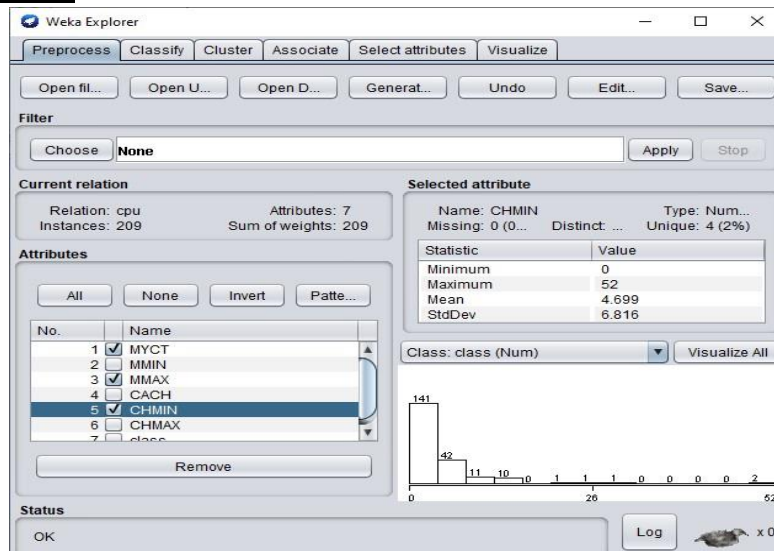 Weka Explorer
Preprocess Classify Cluster Associate Select attributes Visualize
Open fil... Open U... Open D... Generat... Undo Edit... Save...
Filter
Choose None Apply Stop
Current relation
Relation: cpu Attributes: 7
Instances: 209 Sum of weights: 209
Selected attribute
Name: CHMIN Type: Num...
Missing: 0 (0... Distinct: ... Unique: 4 (2%)
Statistic Value
Minimum 0
Maximum 52
Mean 4.699
StdDev 6.816
Attributes
All None Invert Patte...
No. Name
1 MYCT
2 MMIN
3 MMAX
4 CACH
5 CHMIN
6 CHMAX
7 class
Remove
Class: class (Num) Visualize All
141
42
11 10 0 1 1 1 0 0 0 0 2
0 26 52
Status
OK
Log x 0